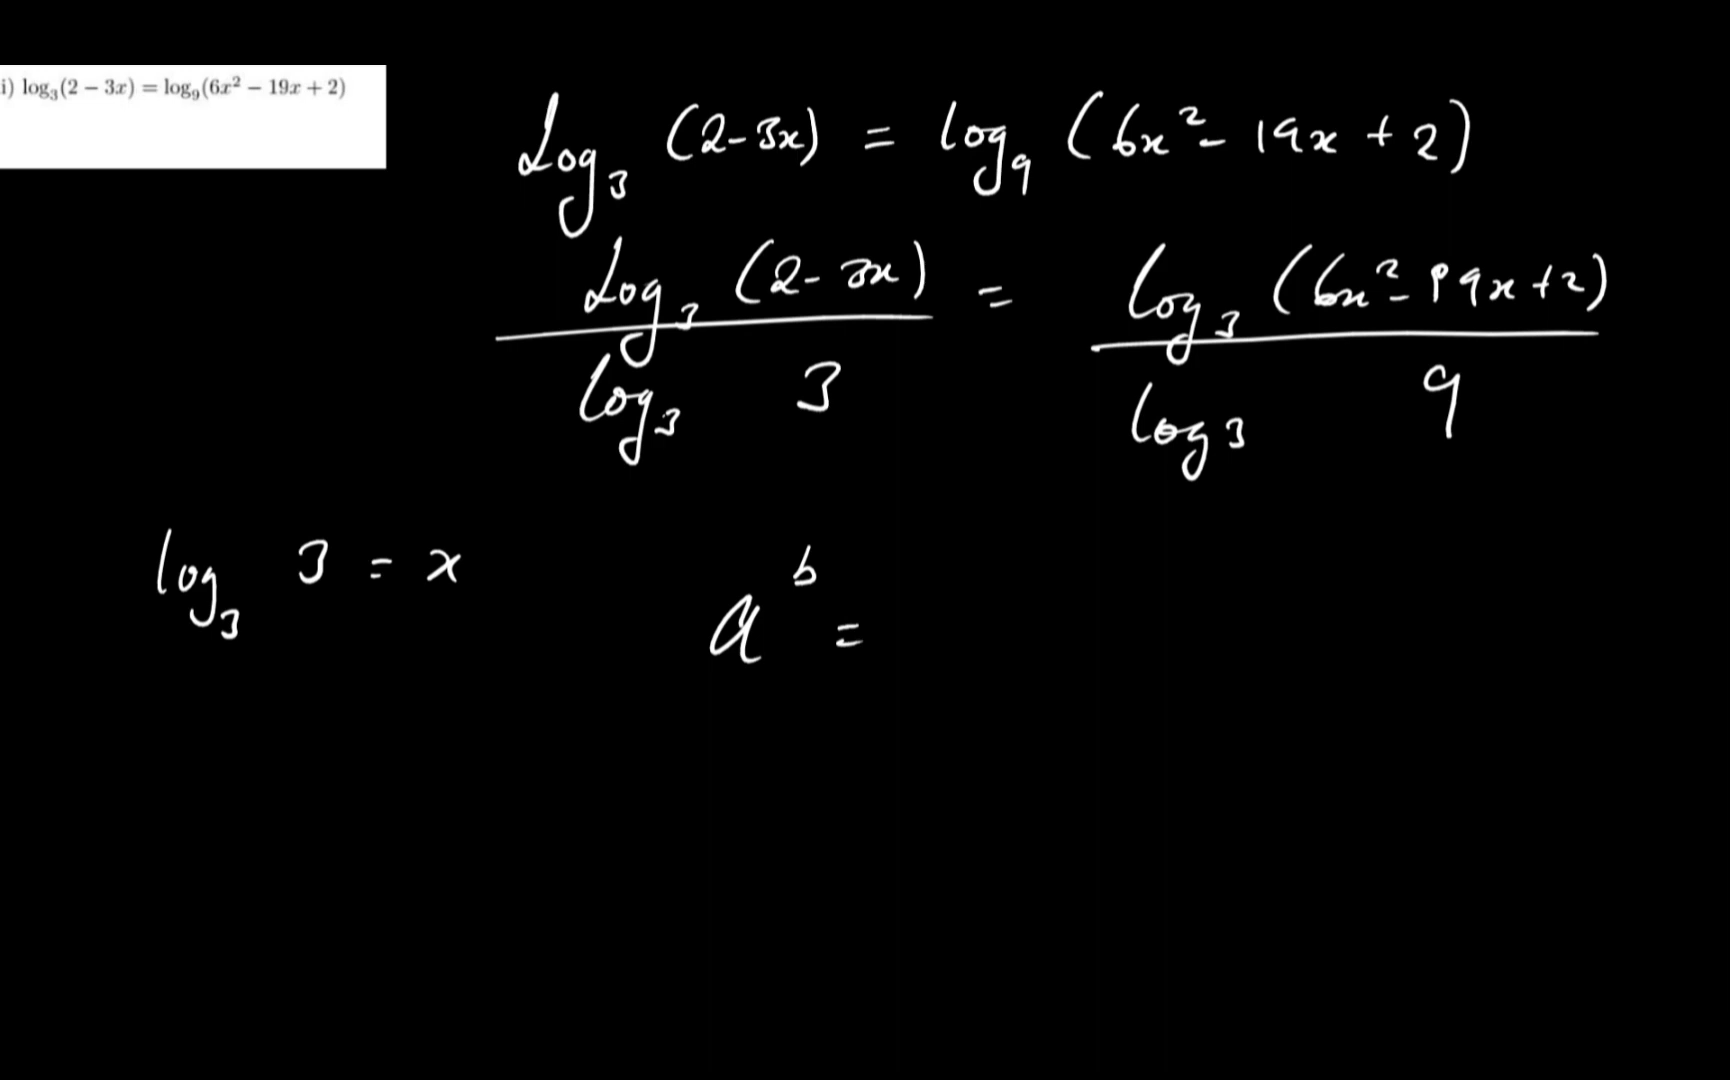 i) log₃(2 − 3x) = log₉(6x² − 19x + 2)
Log₃ (2-3x) = log₉ (6x² - 19x + 2)
Log₃ (2-3x) = log₃ (6x² - 19x + 2)
log₃ 3 log₃ 9
log₃ 3 = x aᵇ =